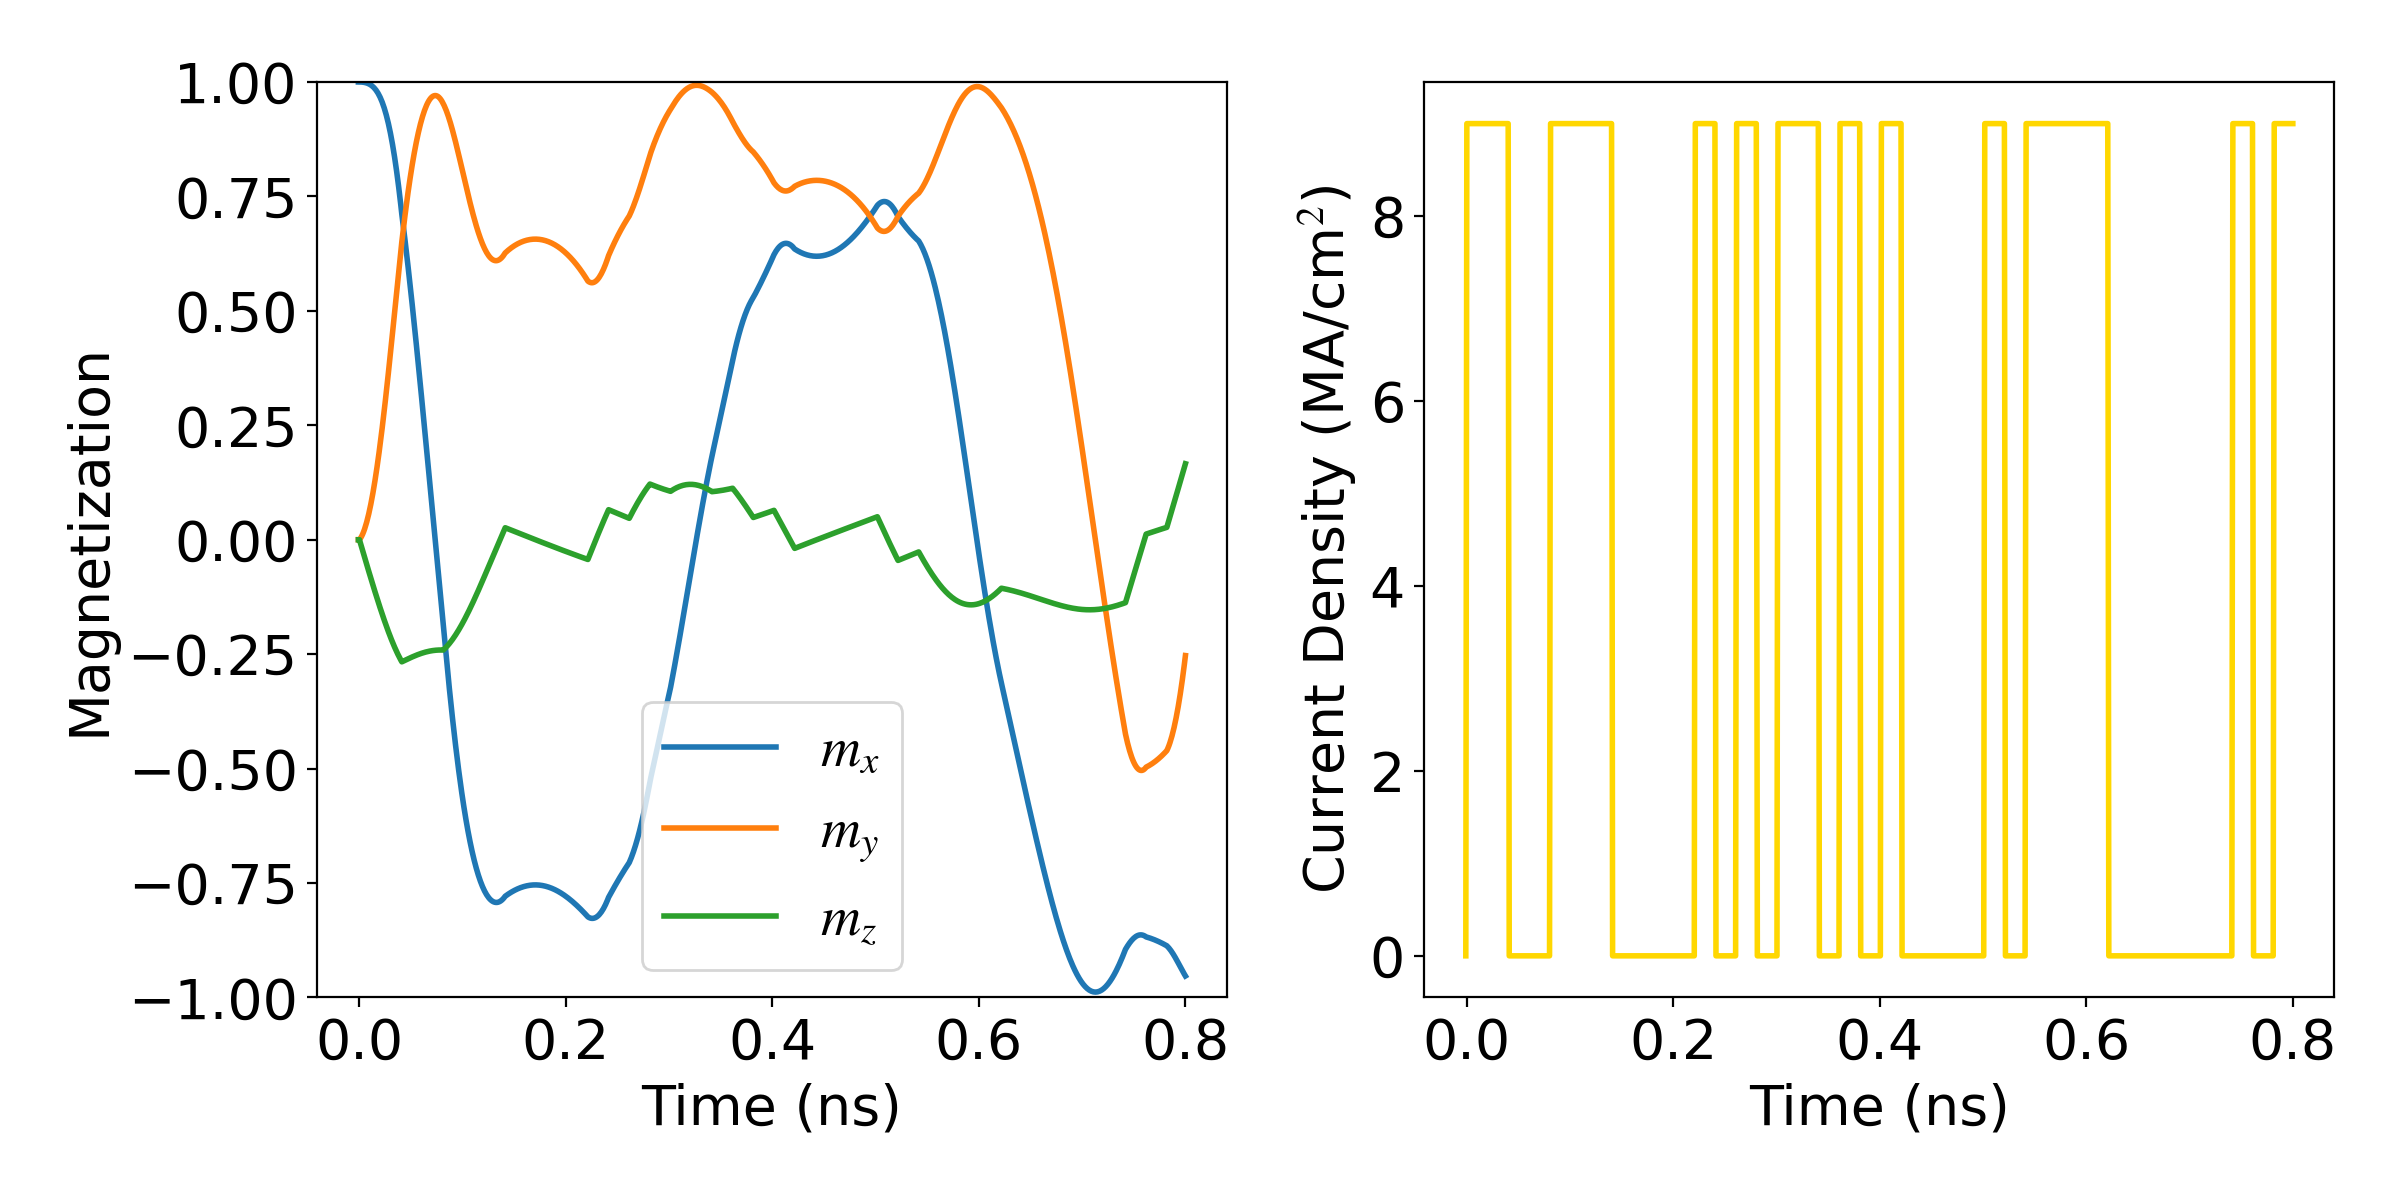 1.00
0.75
0.50
0.25
0.00
−0.25
−0.50
−0.75
−1.00
Magnetization
0.0 0.2 0.4 0.6 0.8
Time (ns)
m_x
m_y
m_z
8
6
4
2
0
Current Density (MA/cm²)
0.0 0.2 0.4 0.6 0.8
Time (ns)